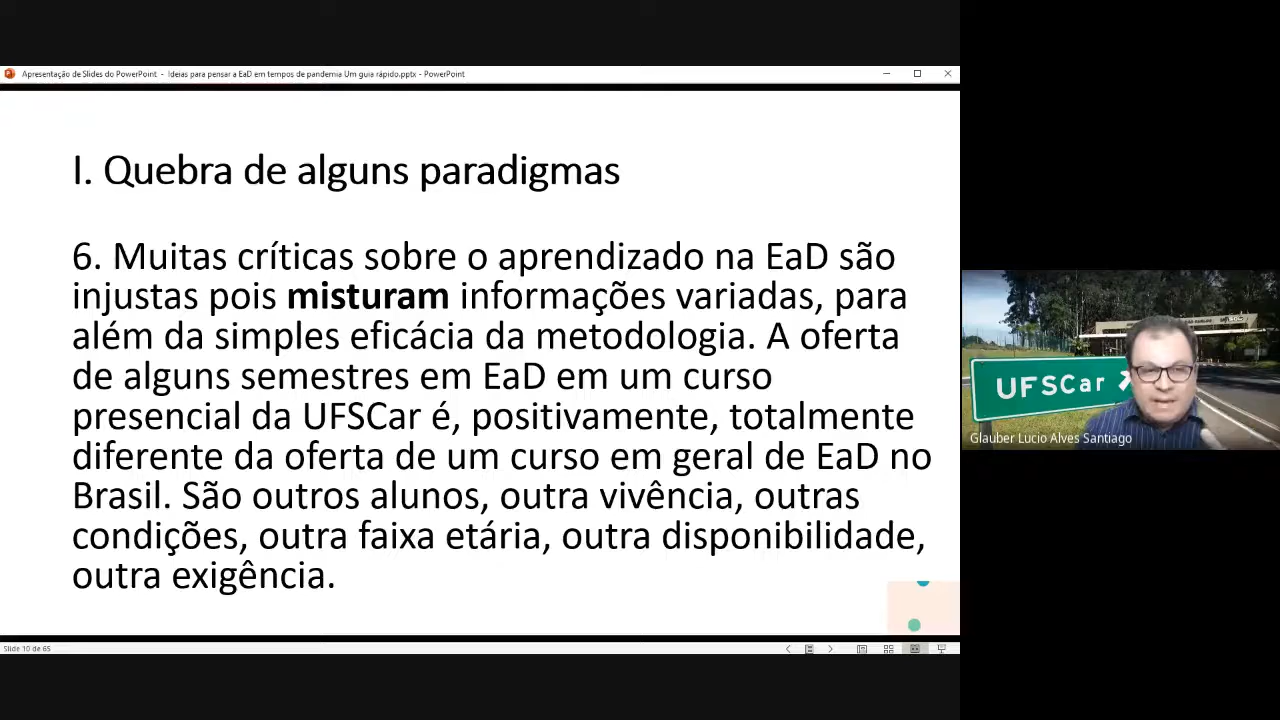 Apresentação de Slides do PowerPoint - Ideias para pensar a EaD em tempos de pandemia Um guia rápido.pptx - PowerPoint
I. Quebra de alguns paradigmas
6. Muitas críticas sobre o aprendizado na EaD são
injustas pois misturam informações variadas, para
além da simples eficácia da metodologia. A oferta
de alguns semestres em EaD em um curso
presencial da UFSCar é, positivamente, totalmente
diferente da oferta de um curso em geral de EaD no
Brasil. São outros alunos, outra vivência, outras
condições, outra faixa etária, outra disponibilidade,
outra exigência.
UFSCar
Glauber Lucio Alves Santiago
Slide 10 de 65